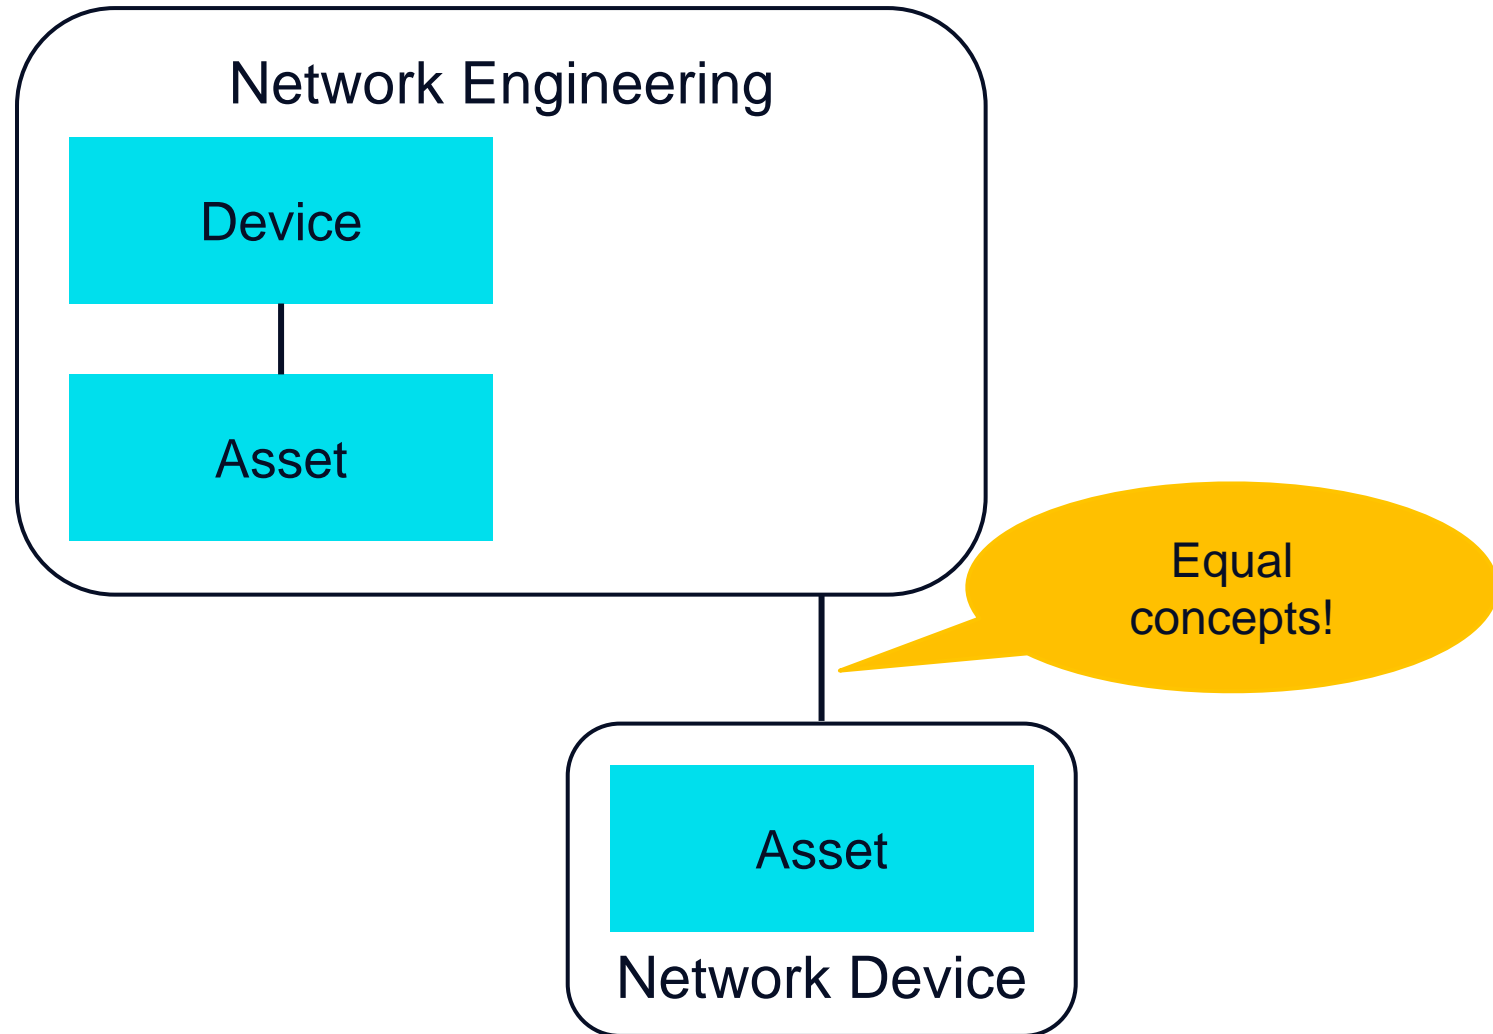 Network Engineering
Device
Asset
Equal
concepts!
Asset
Network Device